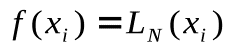 f(x_i) = L_N(x_i)